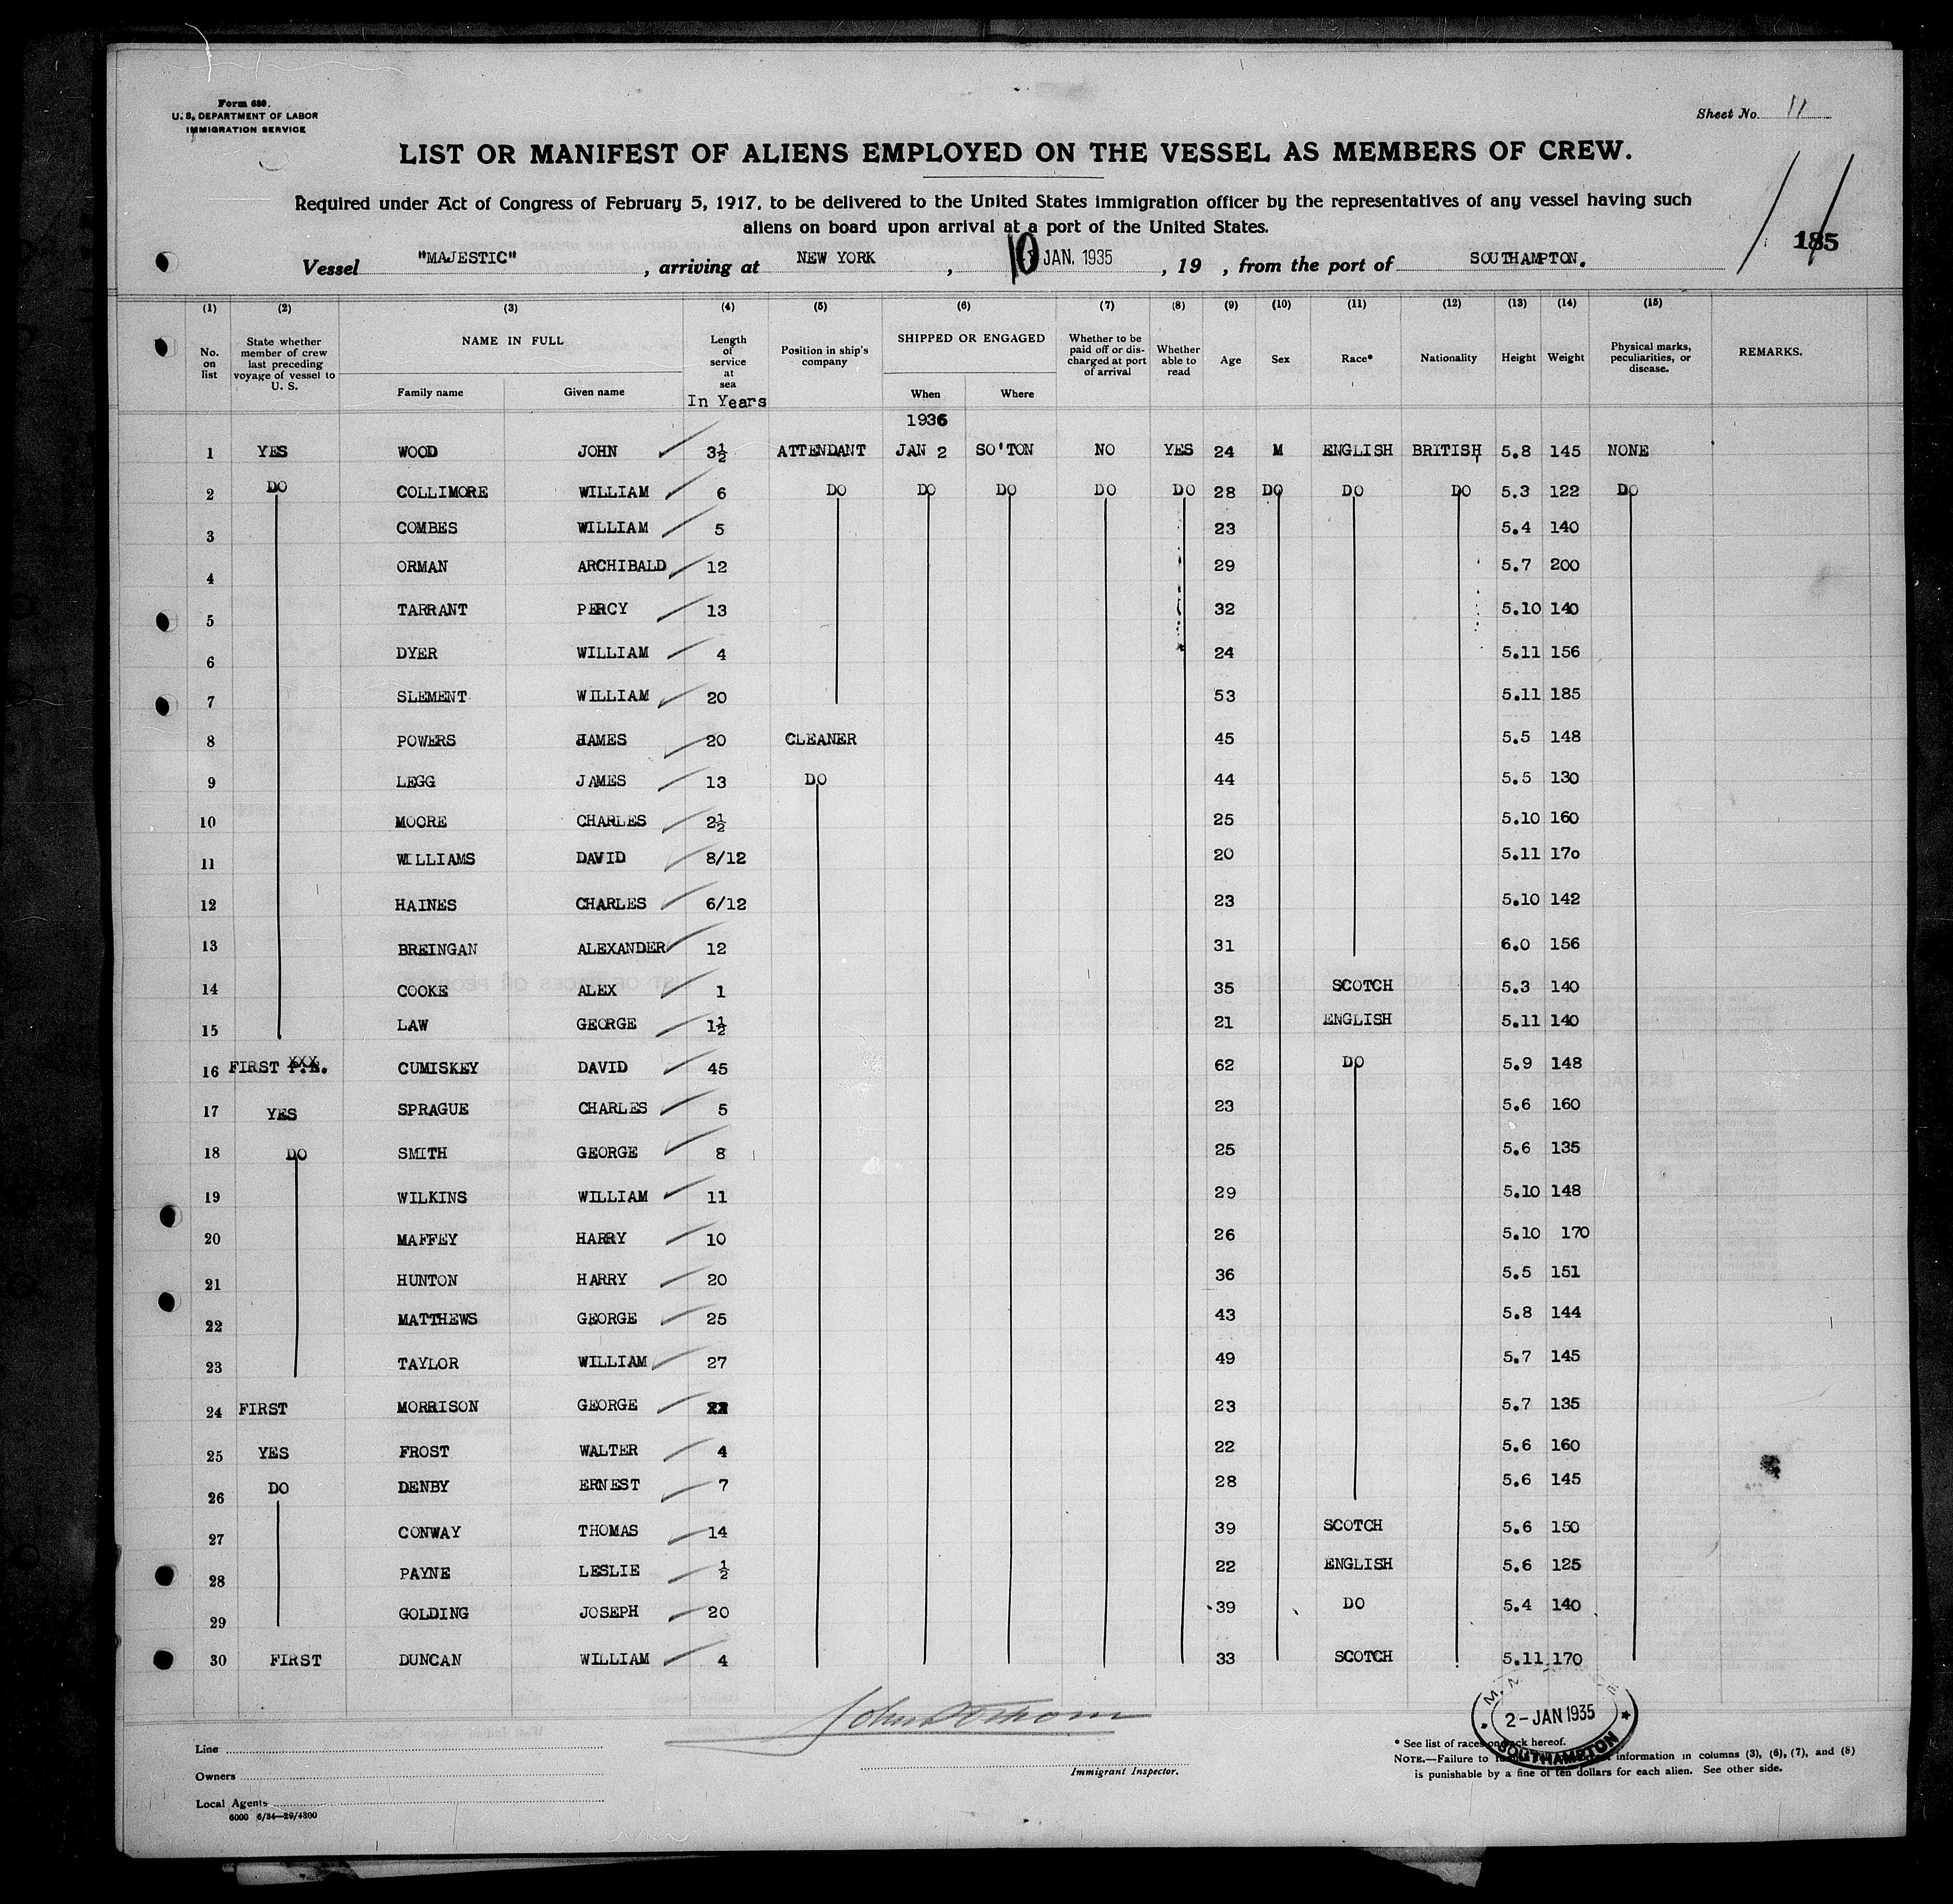 Form 680.
U. S. DEPARTMENT OF LABOR
IMMIGRATION SERVICE
Sheet No. 11
LIST OR MANIFEST OF ALIENS EMPLOYED ON THE VESSEL AS MEMBERS OF CREW.
Required under Act of Congress of February 5, 1917, to be delivered to the United States immigration officer by the representatives of any vessel having such
aliens on board upon arrival at a port of the United States.
185
Vessel "MAJESTIC", arriving at NEW YORK, 10 JAN. 1935, 19 , from the port of SOUTHAMPTON.
(1) (2) (3) (4) (5) (6) (7) (8) (9) (10) (11) (12) (13) (14) (15)
No. on list State whether member of crew last preceding voyage of vessel to U. S. NAME IN FULL Family name Given name Length of service at sea In Years Position in ship's company SHIPPED OR ENGAGED When Where Whether to be paid off or discharged at port of arrival Whether able to read Age Sex Race* Nationality Height Weight Physical marks, peculiarities, or disease. REMARKS.
1936
1 YES WOOD JOHN 3½ ATTENDANT JAN 2 SO'TON NO YES 24 M ENGLISH BRITISH 5.8 145 NONE
2 DO COLLIMORE WILLIAM 6 DO DO DO DO DO 28 DO DO DO 5.3 122 DO
3 COMBES WILLIAM 5 23 5.4 140
4 ORMAN ARCHIBALD 12 29 5.7 200
5 TARRANT PERCY 13 32 5.10 140
6 DYER WILLIAM 4 24 5.11 156
7 SLEMENT WILLIAM 20 53 5.11 185
8 POWERS JAMES 20 CLEANER 45 5.5 148
9 LEGG JAMES 13 DO 44 5.5 130
10 MOORE CHARLES 2½ 25 5.10 160
11 WILLIAMS DAVID 8/12 20 5.11 170
12 HAINES CHARLES 6/12 23 5.10 142
13 BREINGAN ALEXANDER 12 31 6.0 156
14 COOKE ALEX 1 35 SCOTCH 5.3 140
15 LAW GEORGE 1½ 21 ENGLISH 5.11 140
16 FIRST CUMISKEY DAVID 45 62 DO 5.9 148
17 YES SPRAGUE CHARLES 5 23 5.6 160
18 DO SMITH GEORGE 8 25 5.6 135
19 WILKINS WILLIAM 11 29 5.10 148
20 MAFFEY HARRY 10 26 5.10 170
21 HUNTON HARRY 20 36 5.5 151
22 MATTHEWS GEORGE 25 43 5.8 144
23 TAYLOR WILLIAM 27 49 5.7 145
24 FIRST MORRISON GEORGE 23 5.7 135
25 YES FROST WALTER 4 22 5.6 160
26 DO DENBY ERNEST 7 28 5.6 145
27 CONWAY THOMAS 14 39 SCOTCH 5.6 150
28 PAYNE LESLIE ½ 22 ENGLISH 5.6 125
29 GOLDING JOSEPH 20 39 DO 5.4 140
30 FIRST DUNCAN WILLIAM 4 33 SCOTCH 5.11 170
2 - JAN 1935
SOUTHAMPTON
Line
Owners
Local Agents
6000 6/34—29/4300
Immigrant Inspector.
* See list of races on back hereof.
NOTE.—Failure to information in columns (3), (6), (7), and (8)
is punishable by a fine of ten dollars for each alien. See other side.